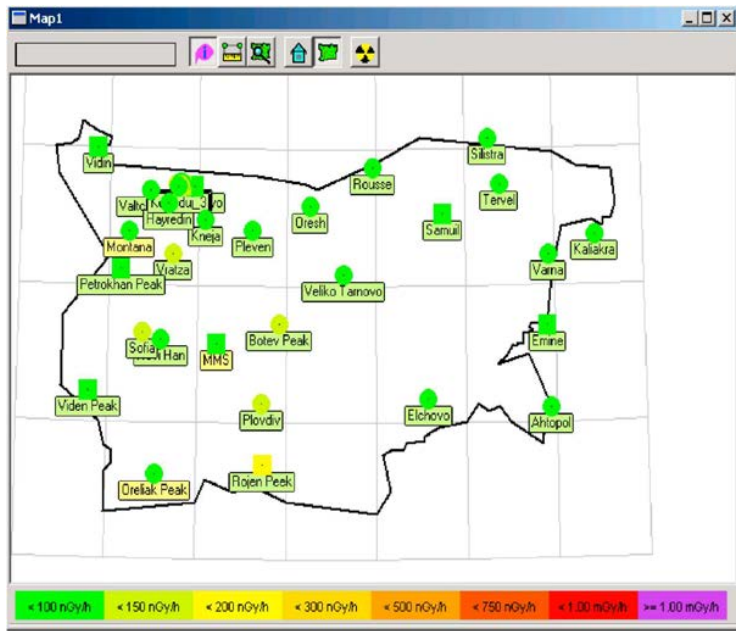 Map1
Vidin
Silistra
Rousse
Tervel
Hayredin
Oresh
Kneja
Samuil
Montana
Pleven
Kaliakra
Vratza
Varna
Petrokhan Peak
Veliko Tarnovo
Sofia
Han
MMS
Botev Peak
Emine
Viden Peak
Plovdiv
Elchovo
Ahtopol
Oreliak Peak
Rojen Peek
< 100 nGy/h < 150 nGy/h < 200 nGy/h < 300 nGy/h < 500 nGy/h < 750 nGy/h < 1.00 mGy/h >= 1.00 mGy/h